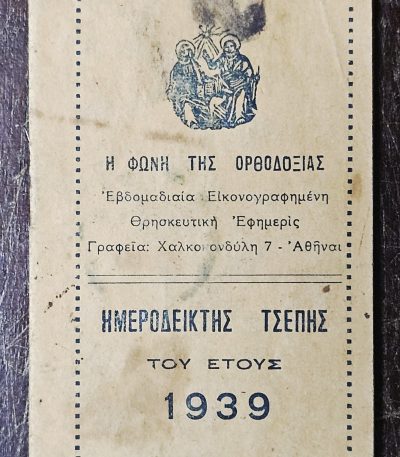 Η ΦΩΝΗ ΤΗΣ ΟΡΘΟΔΟΞΙΑΣ
Ἑβδομαδιαία Εἰκονογραφημένη
Θρησκευτικὴ Ἐφημερὶς
Γραφεῖα: Χαλκοκονδύλη 7 - Ἀθῆναι
ΗΜΕΡΟΔΕΙΚΤΗΣ ΤΣΕΠΗΣ
ΤΟΥ ΕΤΟΥΣ
1939